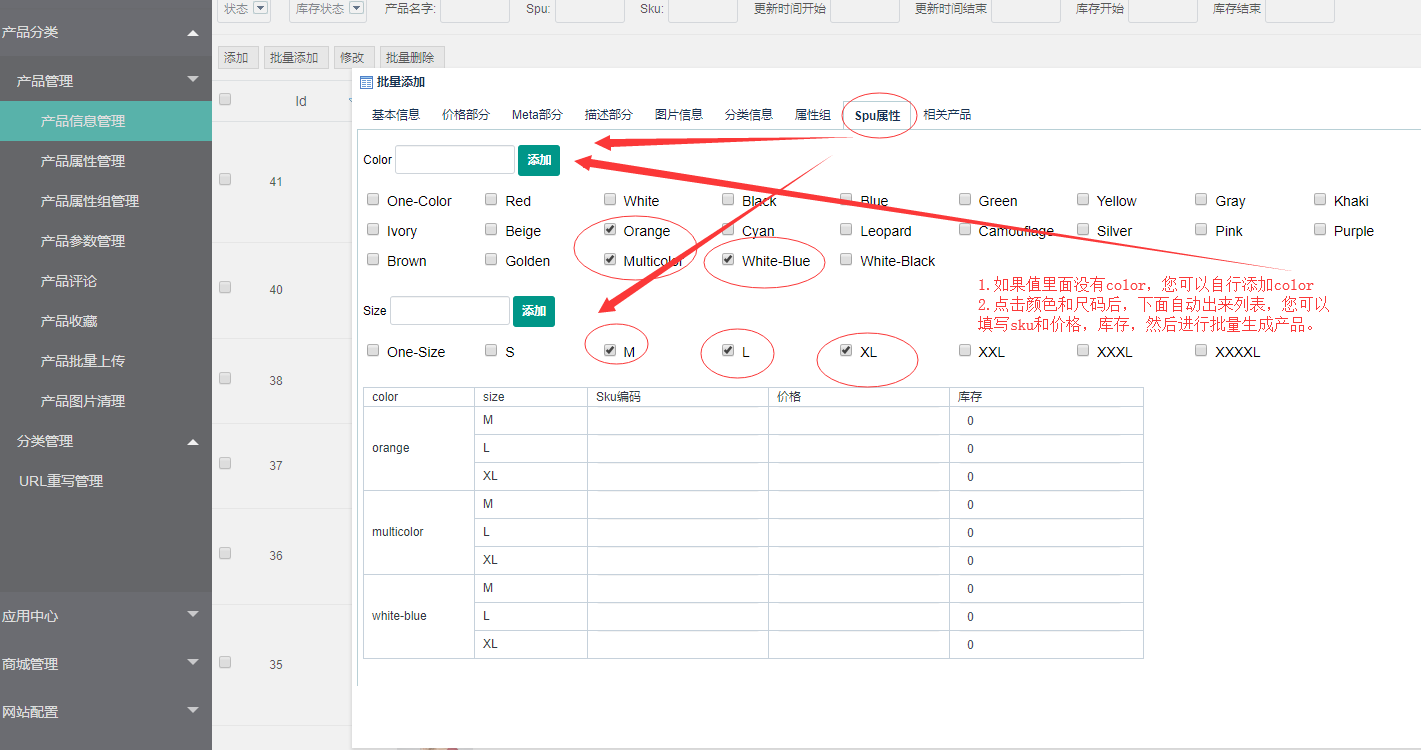 状态 库存状态 产品名字: Spu: Sku: 更新时间开始 更新时间结束 库存开始 库存结束
产品分类
产品管理
产品信息管理
产品属性管理
产品属性组管理
产品参数管理
产品评论
产品收藏
产品批量上传
产品图片清理
分类管理
URL重写管理
应用中心
商城管理
网站配置
添加 批量添加 修改 批量删除
Id
41
40
38
37
36
35
批量添加
基本信息 价格部分 Meta部分 描述部分 图片信息 分类信息 属性组 Spu属性 相关产品
Color 添加
One-Color Red White Black Blue Green Yellow Gray Khaki
Ivory Beige Orange Cyan Leopard Camouflage Silver Pink Purple
Brown Golden Multicolor White-Blue White-Black
1.如果值里面没有color，您可以自行添加color
2.点击颜色和尺码后，下面自动出来列表，您可以
填写sku和价格，库存，然后进行批量生成产品。
Size 添加
One-Size S M L XL XXL XXXL XXXXL
color size Sku编码 价格 库存
M 0
orange L 0
XL 0
M 0
multicolor L 0
XL 0
M 0
white-blue L 0
XL 0